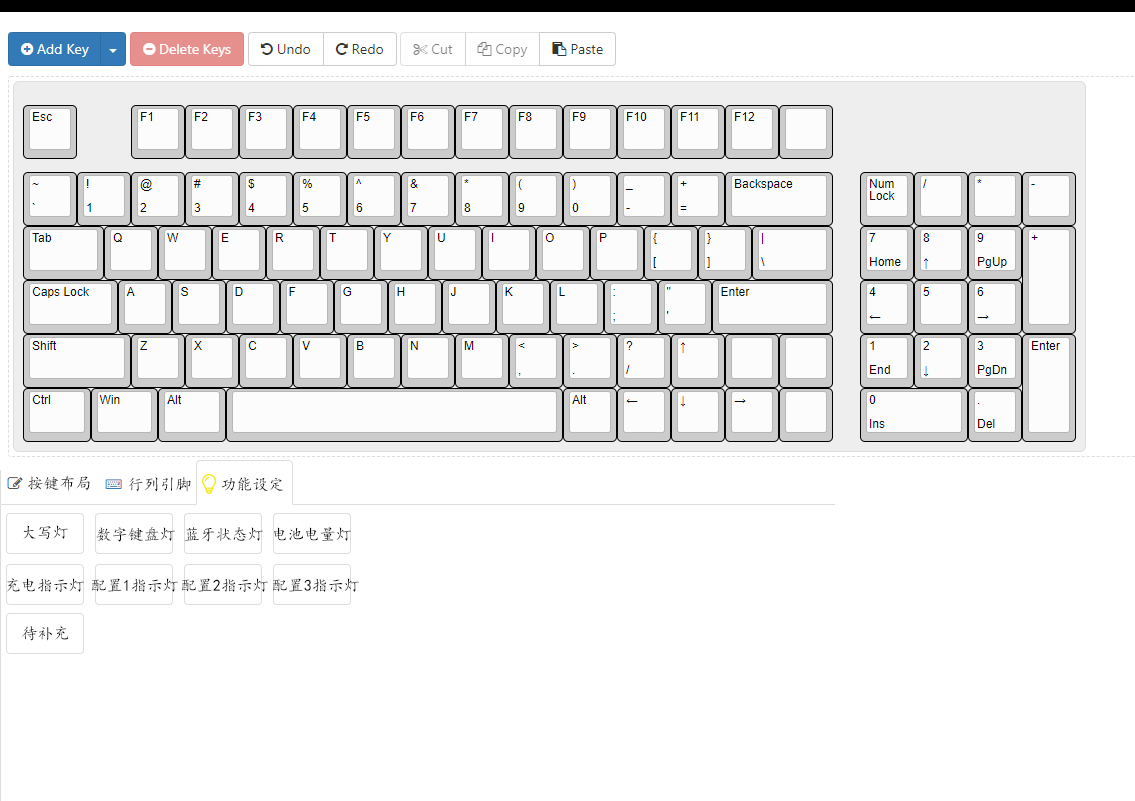 Add Key Delete Keys Undo Redo Cut Copy Paste
Esc F1 F2 F3 F4 F5 F6 F7 F8 F9 F10 F11 F12
~ ! @ # $ % ^ & * ( ) _ + Backspace Num Lock / * -
` 1 2 3 4 5 6 7 8 9 0 - =
Tab Q W E R T Y U I O P { } | 7 8 9 +
[ ] \ Home ↑ PgUp
Caps Lock A S D F G H J K L : " Enter 4 5 6
; ' ← →
Shift Z X C V B N M < > ? ↑ 1 2 3 Enter
, . / End ↓ PgDn
Ctrl Win Alt Alt ← ↓ → 0 .
Ins Del
按键布局 行列引脚 功能设定
大写灯 数字键盘灯 蓝牙状态灯 电池电量灯
充电指示灯 配置1指示灯 配置2指示灯 配置3指示灯
待补充